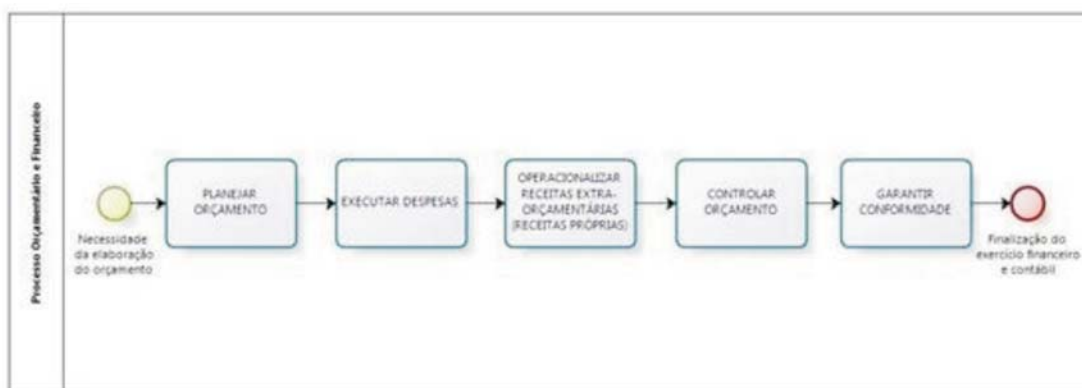 Processo Orçamentário e Financeiro
Necessidade
da elaboração
do orçamento
PLANEJAR
ORÇAMENTO
EXECUTAR DESPESAS
OPERACIONALIZAR
RECEITAS EXTRA-
ORÇAMENTÁRIAS
(RECEITAS PRÓPRIAS)
CONTROLAR
ORÇAMENTO
GARANTIR
CONFORMIDADE
Finalização do
exercício financeiro
e contábil